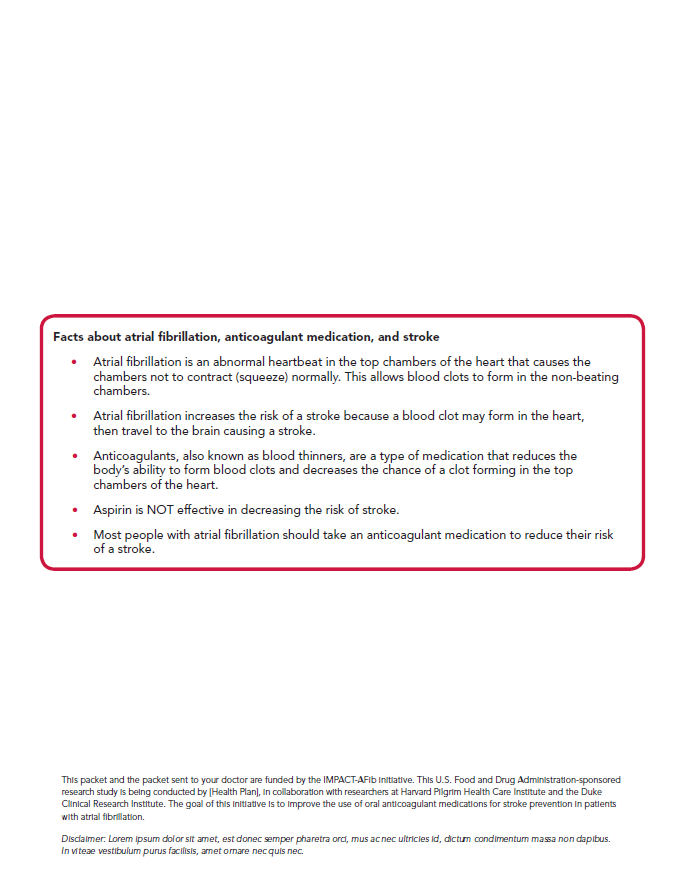 Facts about atrial fibrillation, anticoagulant medication, and stroke
• Atrial fibrillation is an abnormal heartbeat in the top chambers of the heart that causes the
chambers not to contract (squeeze) normally. This allows blood clots to form in the non-beating
chambers.
• Atrial fibrillation increases the risk of a stroke because a blood clot may form in the heart,
then travel to the brain causing a stroke.
• Anticoagulants, also known as blood thinners, are a type of medication that reduces the
body's ability to form blood clots and decreases the chance of a clot forming in the top
chambers of the heart.
• Aspirin is NOT effective in decreasing the risk of stroke.
• Most people with atrial fibrillation should take an anticoagulant medication to reduce their risk
of a stroke.
This packet and the packet sent to your doctor are funded by the IMPACT-AFib initiative. This U.S. Food and Drug Administration-sponsored
research study is being conducted by [Health Plan], in collaboration with researchers at Harvard Pilgrim Health Care Institute and the Duke
Clinical Research Institute. The goal of this initiative is to improve the use of oral anticoagulant medications for stroke prevention in patients
with atrial fibrillation.
Disclaimer: Lorem ipsum dolor sit amet, est donec semper pharetra orci, mus ac nec ultricies id, dictum condimentum massa non dapibus.
In viteae vestibulum purus facilisis, amet ornare nec quis nec.